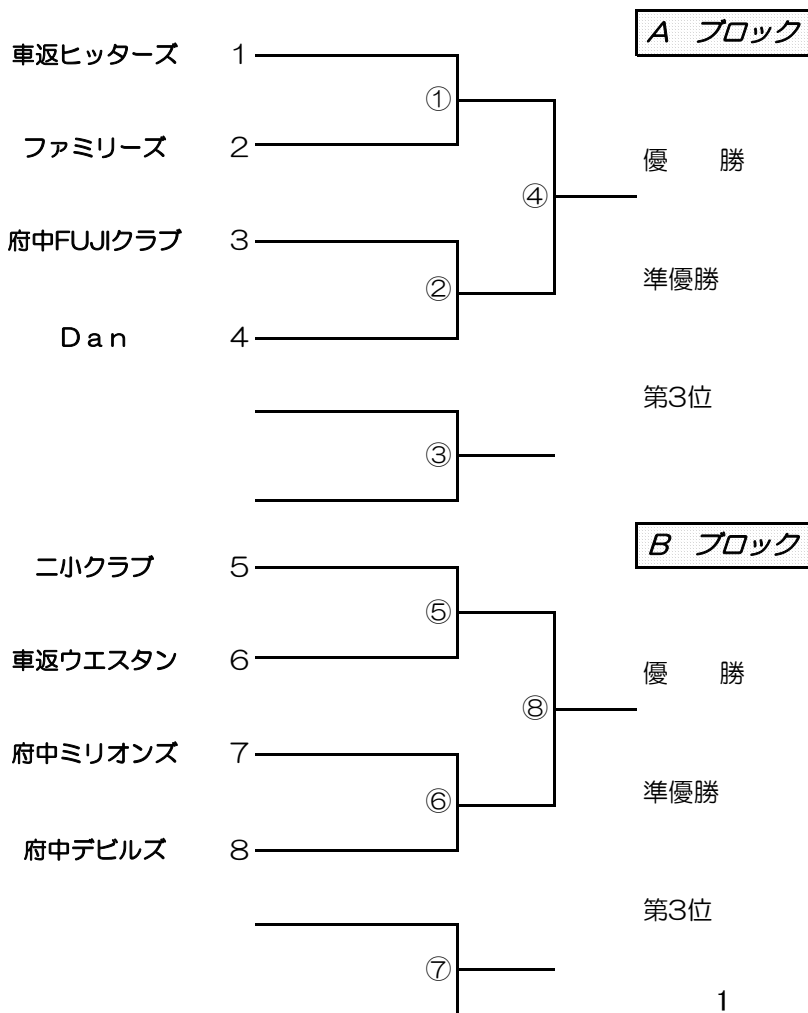 A ブロック
車返ヒッターズ 1
①
ファミリーズ 2
優 勝
④
府中FUJIクラブ 3
②
準優勝
Dan 4
第3位
③
B ブロック
二小クラブ 5
⑤
車返ウエスタン 6
優 勝
⑧
府中ミリオンズ 7
⑥
準優勝
府中デビルズ 8
第3位
⑦
1